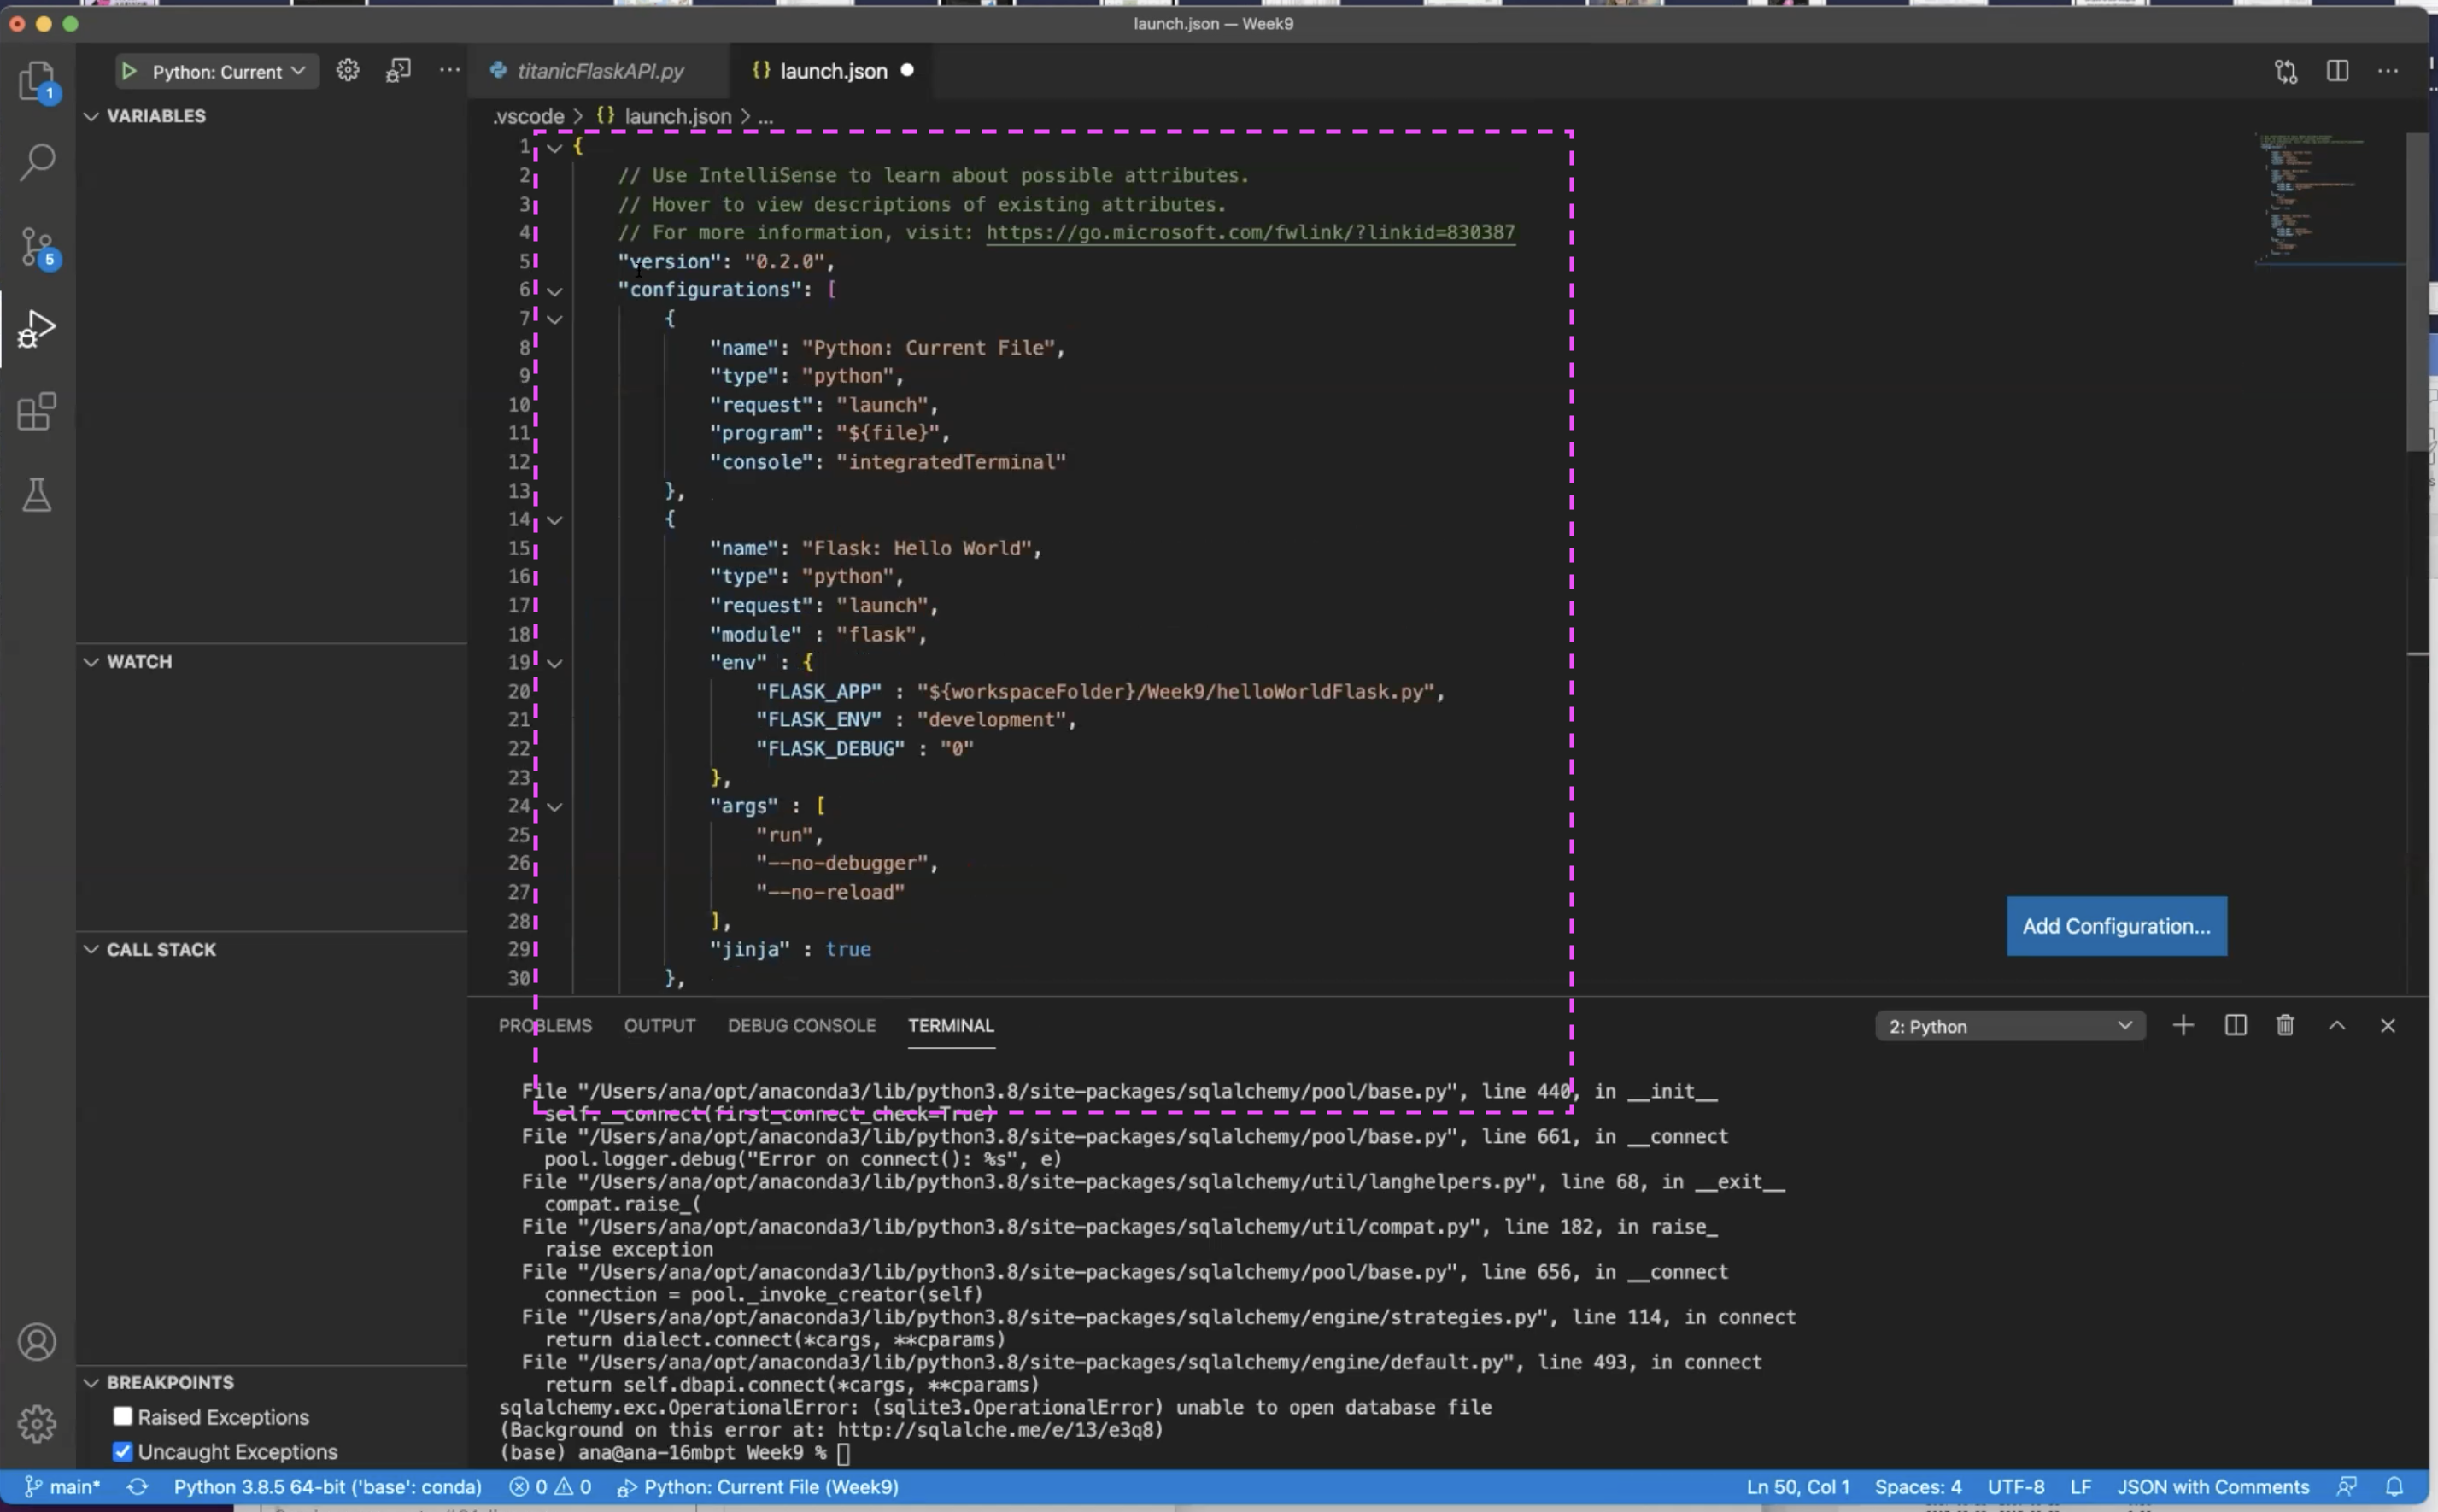 launch.json — Week9
1
5
Python: Current
titanicFlaskAPI.py
{} launch.json
VARIABLES
.vscode > {} launch.json > ...
1 {
2 // Use IntelliSense to learn about possible attributes.
3 // Hover to view descriptions of existing attributes.
4 // For more information, visit: https://go.microsoft.com/fwlink/?linkid=830387
5 "version": "0.2.0",
6 "configurations": [
7 {
8 "name": "Python: Current File",
9 "type": "python",
10 "request": "launch",
11 "program": "${file}",
12 "console": "integratedTerminal"
13 },
14 {
15 "name": "Flask: Hello World",
16 "type": "python",
17 "request": "launch",
18 "module" : "flask",
19 "env" : {
20 "FLASK_APP" : "${workspaceFolder}/Week9/helloWorldFlask.py",
21 "FLASK_ENV" : "development",
22 "FLASK_DEBUG" : "0"
23 },
24 "args" : [
25 "run",
26 "--no-debugger",
27 "--no-reload"
28 ],
29 "jinja" : true
30 },
WATCH
CALL STACK
BREAKPOINTS
Raised Exceptions
Uncaught Exceptions
Add Configuration...
PROBLEMS OUTPUT DEBUG CONSOLE TERMINAL
2: Python
File "/Users/ana/opt/anaconda3/lib/python3.8/site-packages/sqlalchemy/pool/base.py", line 440, in __init__
self.__connect(first_connect_check=True)
File "/Users/ana/opt/anaconda3/lib/python3.8/site-packages/sqlalchemy/pool/base.py", line 661, in __connect
pool.logger.debug("Error on connect(): %s", e)
File "/Users/ana/opt/anaconda3/lib/python3.8/site-packages/sqlalchemy/util/langhelpers.py", line 68, in __exit__
compat.raise_(
File "/Users/ana/opt/anaconda3/lib/python3.8/site-packages/sqlalchemy/util/compat.py", line 182, in raise_
raise exception
File "/Users/ana/opt/anaconda3/lib/python3.8/site-packages/sqlalchemy/pool/base.py", line 656, in __connect
connection = pool._invoke_creator(self)
File "/Users/ana/opt/anaconda3/lib/python3.8/site-packages/sqlalchemy/engine/strategies.py", line 114, in connect
return dialect.connect(*cargs, **cparams)
File "/Users/ana/opt/anaconda3/lib/python3.8/site-packages/sqlalchemy/engine/default.py", line 493, in connect
return self.dbapi.connect(*cargs, **cparams)
sqlalchemy.exc.OperationalError: (sqlite3.OperationalError) unable to open database file
(Background on this error at: http://sqlalche.me/e/13/e3q8)
(base) ana@ana-16mbpt Week9 %
main* Python 3.8.5 64-bit ('base': conda) 0 0 Python: Current File (Week9) Ln 50, Col 1 Spaces: 4 UTF-8 LF JSON with Comments